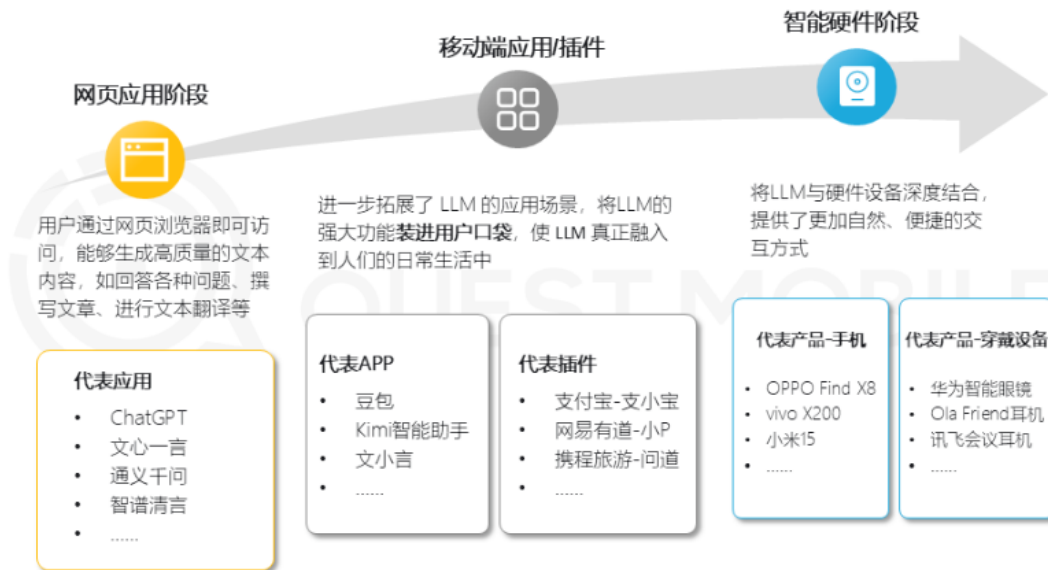 网页应用阶段
用户通过网页浏览器即可访
问，能够生成高质量的文本
内容，如回答各种问题、撰
写文章、进行文本翻译等
代表应用
• ChatGPT
• 文心一言
• 通义千问
• 智谱清言
• ......
移动端应用/插件
进一步拓展了 LLM 的应用场景，将LLM的
强大功能装进用户口袋，使 LLM 真正融入
到人们的日常生活中
代表APP
• 豆包
• Kimi智能助手
• 文小言
• ......
代表插件
• 支付宝-支小宝
• 网易有道-小P
• 携程旅游-问道
• ......
智能硬件阶段
将LLM与硬件设备深度结合，
提供了更加自然、便捷的交
互方式
代表产品-手机
• OPPO Find X8
• vivo X200
• 小米15
• ......
代表产品-穿戴设备
• 华为智能眼镜
• Ola Friend耳机
• 讯飞会议耳机
• ......
QUEST MOBILE